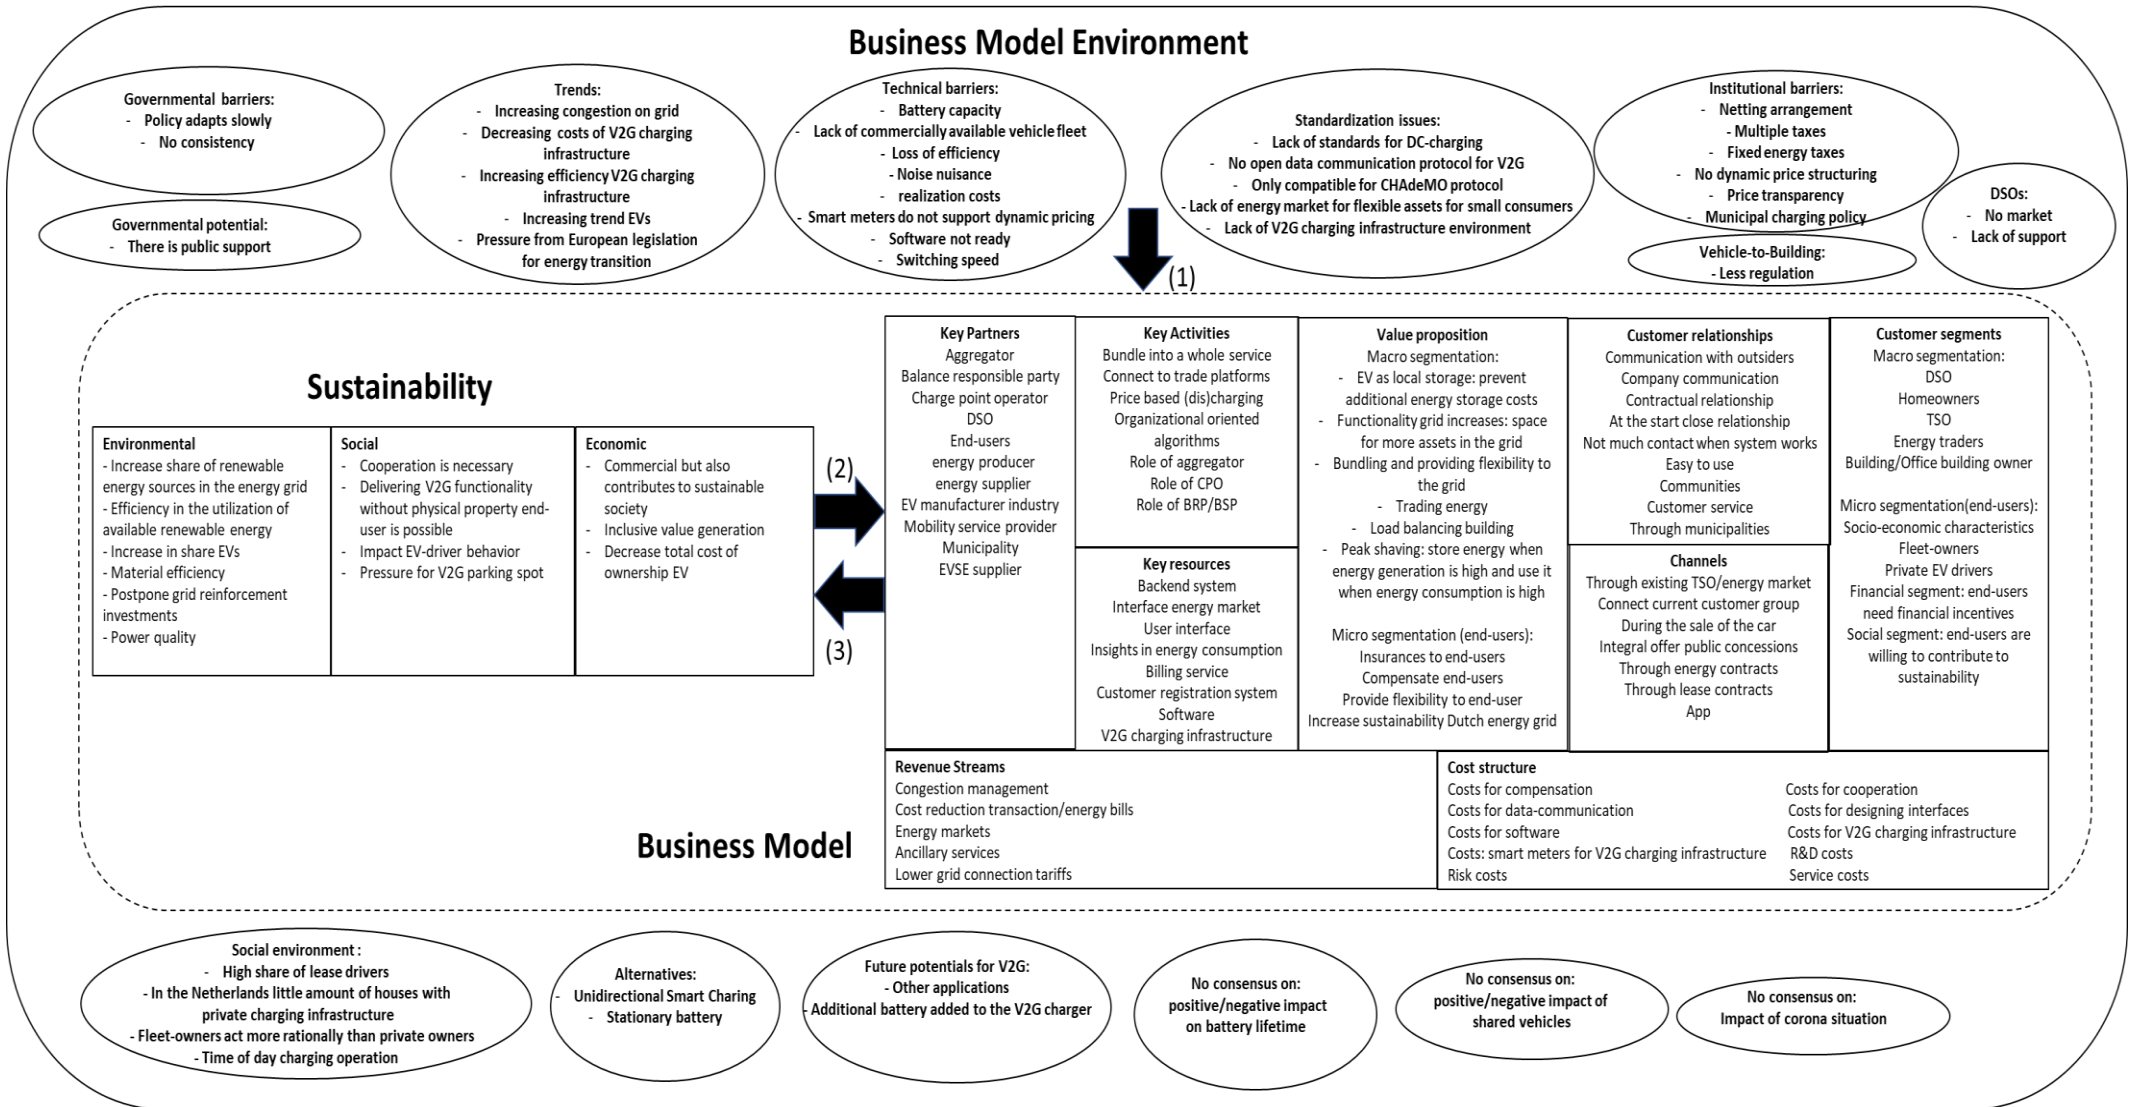 Business Model Environment
Governmental barriers:
- Policy adapts slowly
- No consistency
Governmental potential:
- There is public support
Trends:
- Increasing congestion on grid
- Decreasing costs of V2G charging
infrastructure
- Increasing efficiency V2G charging
infrastructure
- Increasing trend EVs
- Pressure from European legislation
for energy transition
Technical barriers:
- Battery capacity
- Lack of commercially available vehicle fleet
- Loss of efficiency
- Noise nuisance
- realization costs
- Smart meters do not support dynamic pricing
- Software not ready
- Switching speed
Standardization issues:
- Lack of standards for DC-charging
- No open data communication protocol for V2G
- Only compatible for CHAdeMO protocol
- Lack of energy market for flexible assets for small consumers
- Lack of V2G charging infrastructure environment
Institutional barriers:
- Netting arrangement
- Multiple taxes
- Fixed energy taxes
- No dynamic price structuring
- Price transparency
- Municipal charging policy
Vehicle-to-Building:
- Less regulation
DSOs:
- No market
- Lack of support
(1)
Sustainability
Environmental
- Increase share of renewable
energy sources in the energy grid
- Efficiency in the utilization of
available renewable energy
- Increase in share EVs
- Material efficiency
- Postpone grid reinforcement
investments
- Power quality
Social
- Cooperation is necessary
- Delivering V2G functionality
without physical property end-
user is possible
- Impact EV-driver behavior
- Pressure for V2G parking spot
Economic
- Commercial but also
contributes to sustainable
society
- Inclusive value generation
- Decrease total cost of
ownership EV
(2)
(3)
Key Partners
Aggregator
Balance responsible party
Charge point operator
DSO
End-users
energy producer
energy supplier
EV manufacturer industry
Mobility service provider
Municipality
EVSE supplier
Key Activities
Bundle into a whole service
Connect to trade platforms
Price based (dis)charging
Organizational oriented
algorithms
Role of aggregator
Role of CPO
Role of BRP/BSP
Key resources
Backend system
Interface energy market
User interface
Insights in energy consumption
Billing service
Customer registration system
Software
V2G charging infrastructure
Value proposition
Macro segmentation:
- EV as local storage: prevent
additional energy storage costs
- Functionality grid increases: space
for more assets in the grid
- Bundling and providing flexibility to
the grid
- Trading energy
- Load balancing building
- Peak shaving: store energy when
energy generation is high and use it
when energy consumption is high
Micro segmentation (end-users):
Insurances to end-users
Compensate end-users
Provide flexibility to end-user
Increase sustainability Dutch energy grid
Customer relationships
Communication with outsiders
Company communication
Contractual relationship
At the start close relationship
Not much contact when system works
Easy to use
Communities
Customer service
Through municipalities
Channels
Through existing TSO/energy market
Connect current customer group
During the sale of the car
Integral offer public concessions
Through energy contracts
Through lease contracts
App
Customer segments
Macro segmentation:
DSO
Homeowners
TSO
Energy traders
Building/Office building owner
Micro segmentation(end-users):
Socio-economic characteristics
Fleet-owners
Private EV drivers
Financial segment: end-users
need financial incentives
Social segment: end-users are
willing to contribute to
sustainability
Business Model
Revenue Streams
Congestion management
Cost reduction transaction/energy bills
Energy markets
Ancillary services
Lower grid connection tariffs
Cost structure
Costs for compensation
Costs for data-communication
Costs for software
Costs: smart meters for V2G charging infrastructure
Risk costs
Costs for cooperation
Costs for designing interfaces
Costs for V2G charging infrastructure
R&D costs
Service costs
Social environment :
- High share of lease drivers
- In the Netherlands little amount of houses with
private charging infrastructure
- Fleet-owners act more rationally than private owners
- Time of day charging operation
Alternatives:
- Unidirectional Smart Charing
- Stationary battery
Future potentials for V2G:
- Other applications
- Additional battery added to the V2G charger
No consensus on:
positive/negative impact
on battery lifetime
No consensus on:
positive/negative impact of
shared vehicles
No consensus on:
Impact of corona situation